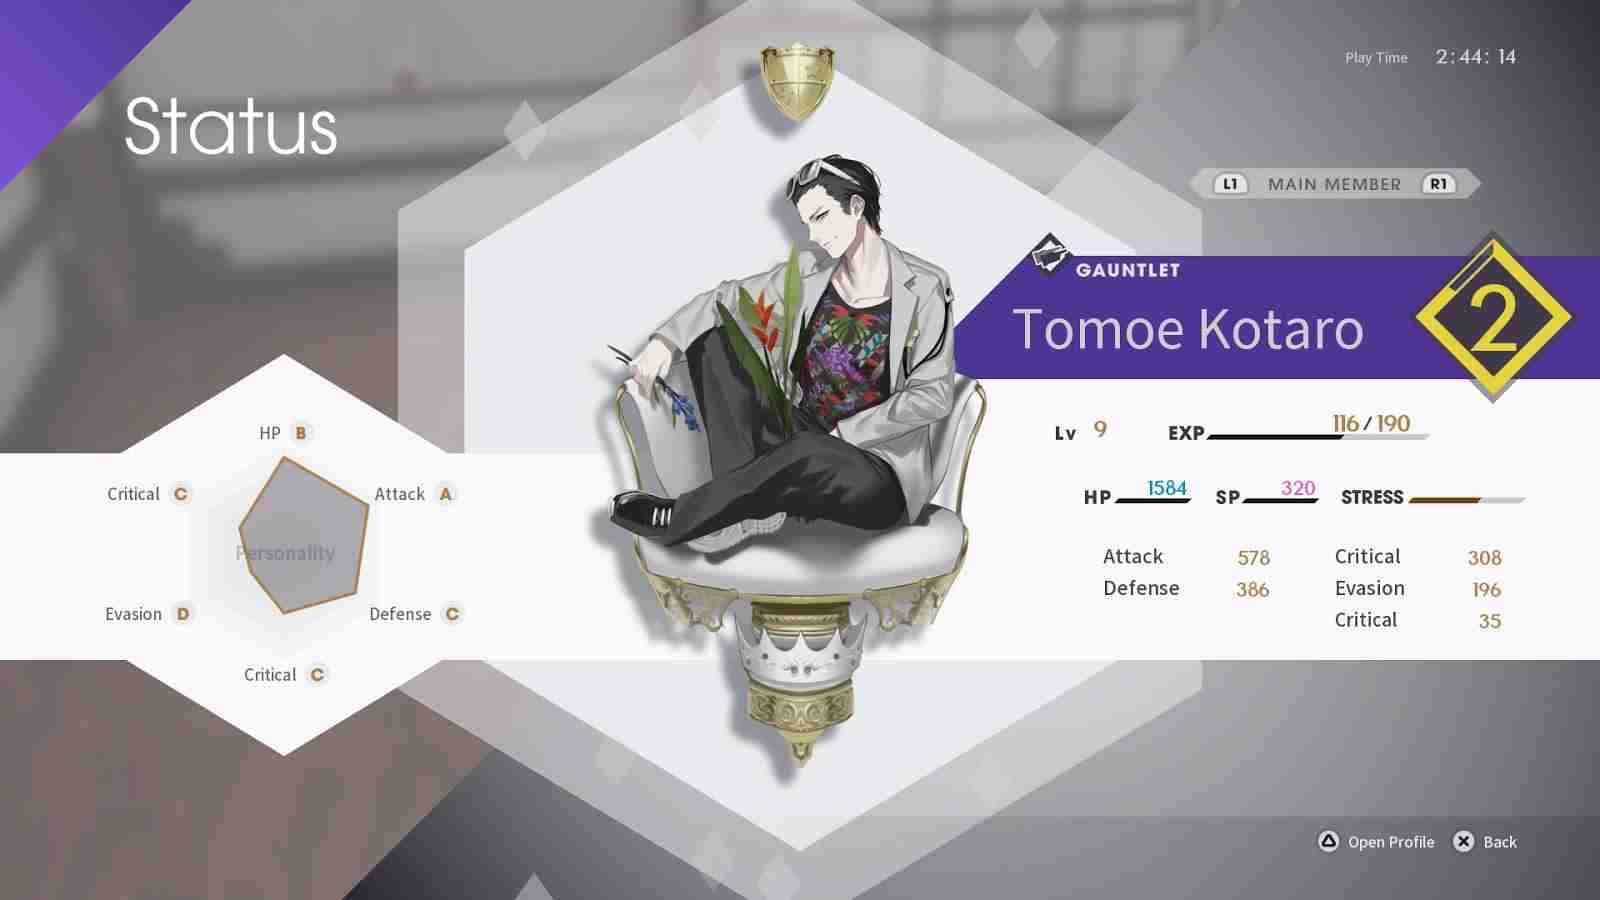 Play Time 2:44:14
Status
L1 MAIN MEMBER R1
GAUNTLET
Tomoe Kotaro
2
Lv 9 EXP 116/190
HP 1584 SP 320 STRESS
Attack 578 Critical 308
Defense 386 Evasion 196
Critical 35
HP B
Critical C
Attack A
Personality
Evasion D
Defense C
Critical C
Open Profile Back